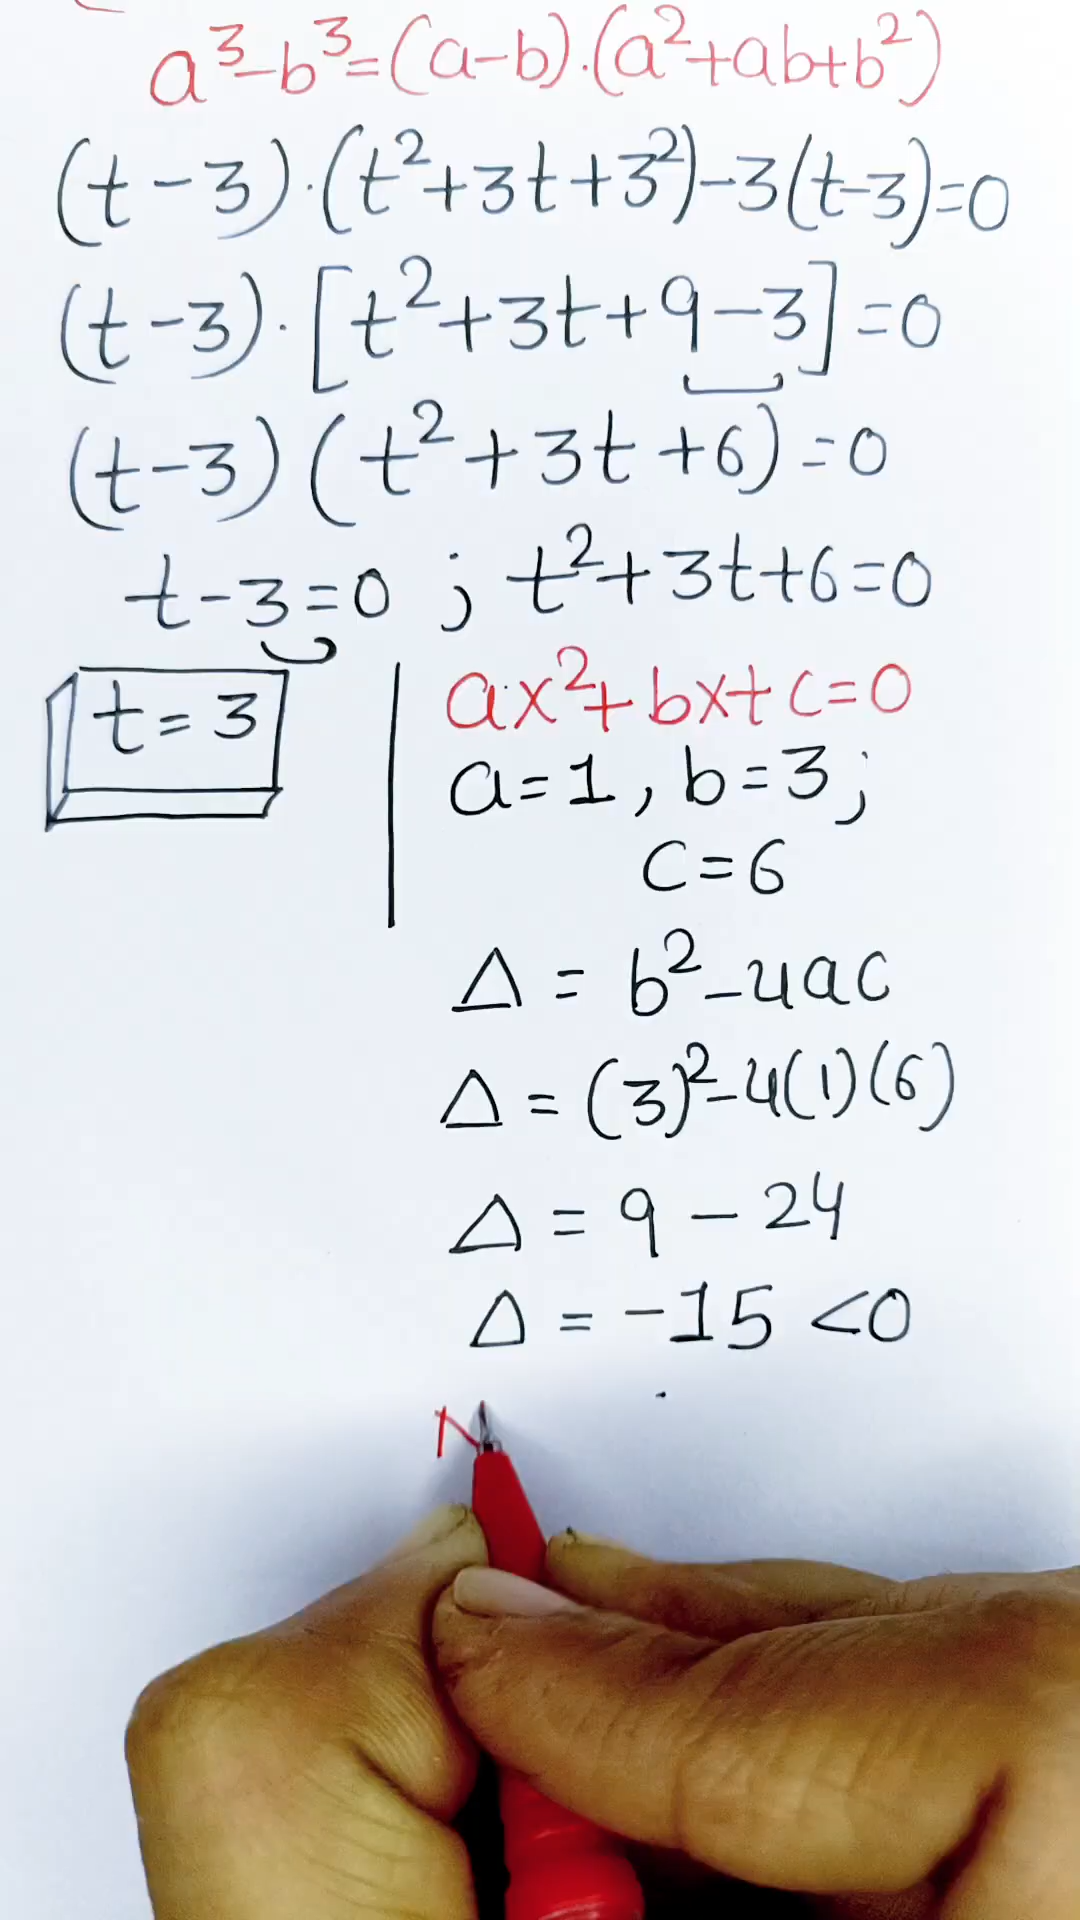 a³-b³=(a-b).(a²+ab+b²)
(t-3).(t²+3t+3²)-3(t-3)=0
(t-3).[t²+3t+9-3]=0
(t-3)(t²+3t+6)=0
t-3=0 ; t²+3t+6=0
t=3
ax²+bx+c=0
a=1, b=3;
c=6
Δ = b²-4ac
Δ = (3)²-4(1)(6)
Δ = 9 - 24
Δ = -15 <0
N